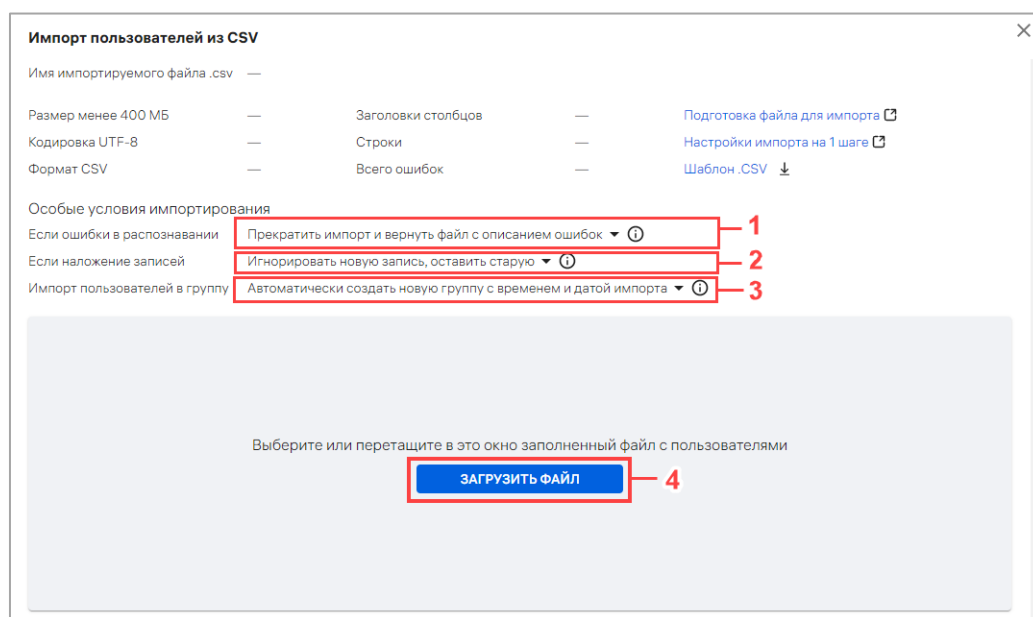 Импорт пользователей из CSV
Имя импортируемого файла .csv —
Размер менее 400 МБ — Заголовки столбцов — Подготовка файла для импорта
Кодировка UTF-8 — Строки — Настройки импорта на 1 шаге
Формат CSV — Всего ошибок — Шаблон .CSV
Особые условия импортирования
Если ошибки в распознавании Прекратить импорт и вернуть файл с описанием ошибок 1
Если наложение записей Игнорировать новую запись, оставить старую 2
Импорт пользователей в группу Автоматически создать новую группу с временем и датой импорта 3
Выберите или перетащите в это окно заполненный файл с пользователями
ЗАГРУЗИТЬ ФАЙЛ 4